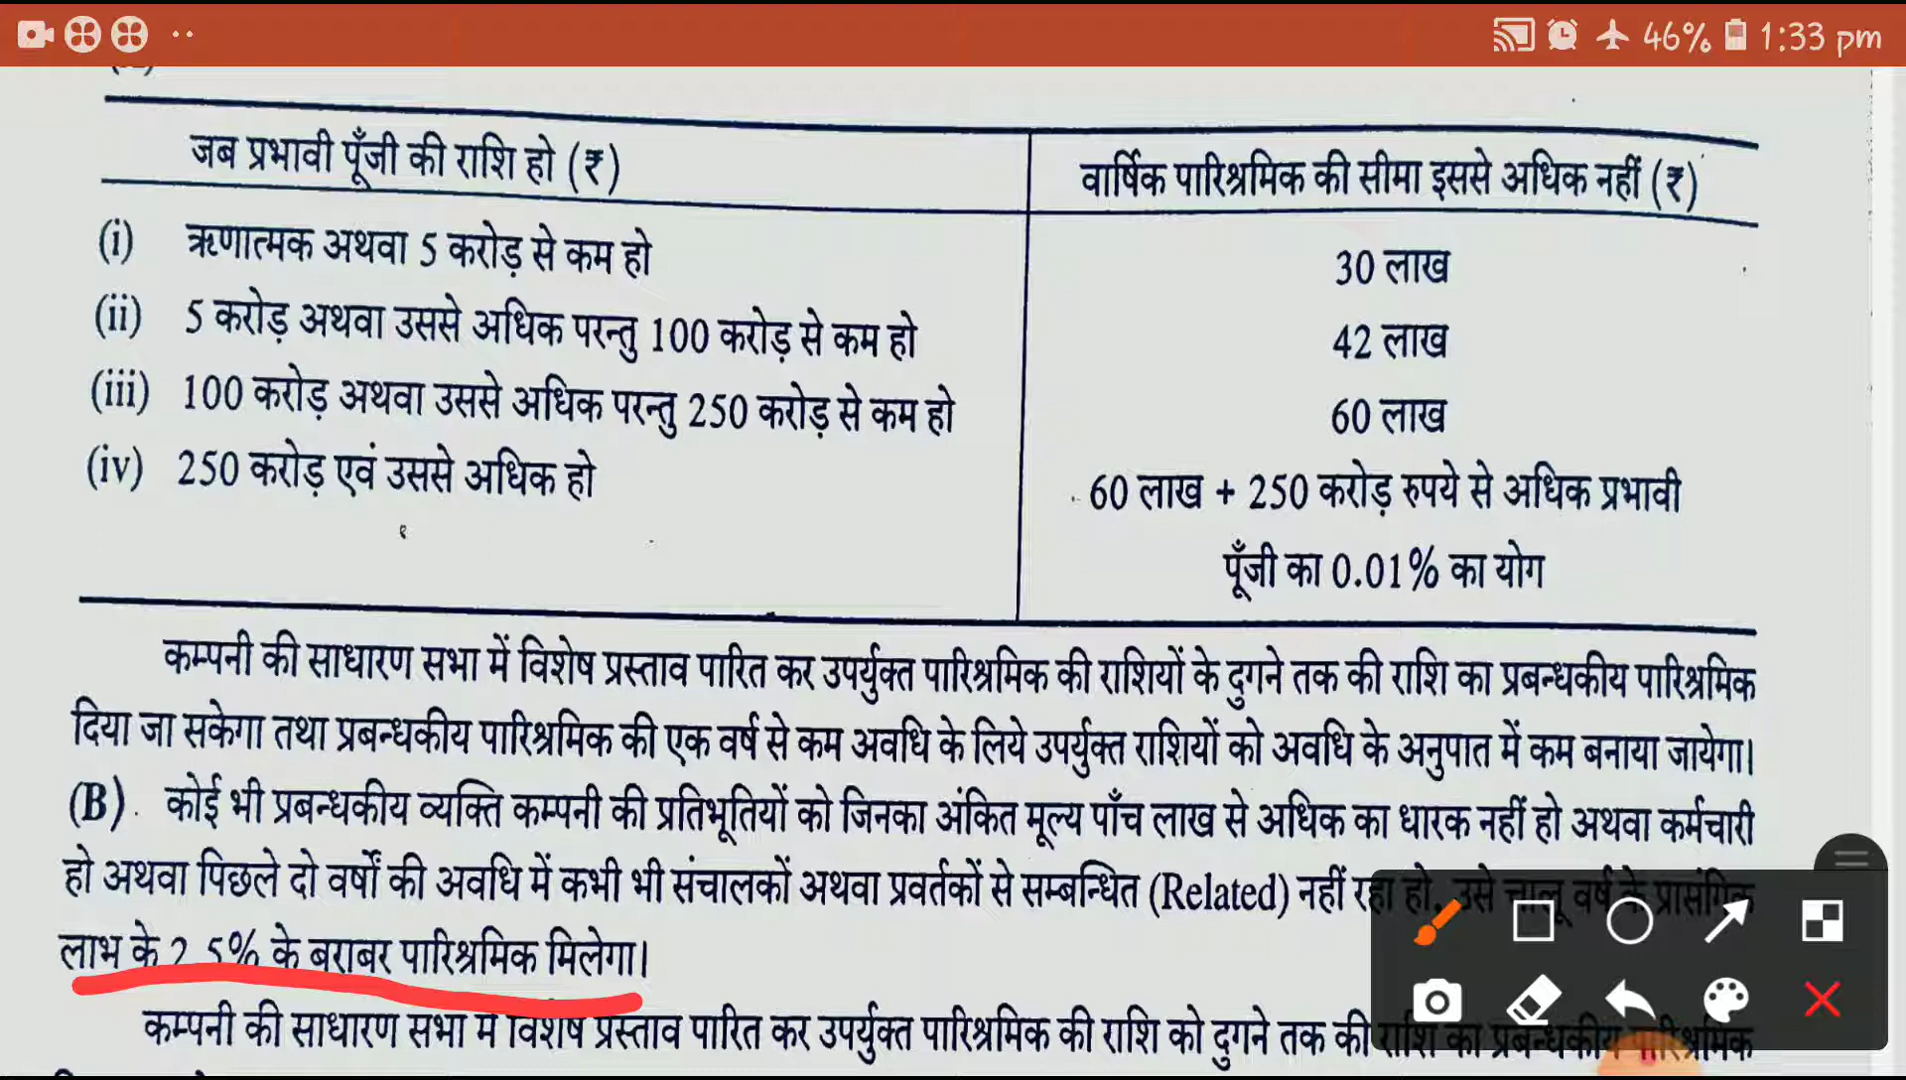 46% 1:33 pm
जब प्रभावी पूँजी की राशि हो (₹)
वार्षिक पारिश्रमिक की सीमा इससे अधिक नहीं (₹)
(i) ऋणात्मक अथवा 5 करोड़ से कम हो
30 लाख
(ii) 5 करोड़ अथवा उससे अधिक परन्तु 100 करोड़ से कम हो
42 लाख
(iii) 100 करोड़ अथवा उससे अधिक परन्तु 250 करोड़ से कम हो
60 लाख
(iv) 250 करोड़ एवं उससे अधिक हो
60 लाख + 250 करोड़ रुपये से अधिक प्रभावी
पूँजी का 0.01% का योग
कम्पनी की साधारण सभा में विशेष प्रस्ताव पारित कर उपर्युक्त पारिश्रमिक की राशियों के दुगने तक की राशि का प्रबन्धकीय पारिश्रमिक
दिया जा सकेगा तथा प्रबन्धकीय पारिश्रमिक की एक वर्ष से कम अवधि के लिये उपर्युक्त राशियों को अवधि के अनुपात में कम बनाया जायेगा।
(B). कोई भी प्रबन्धकीय व्यक्ति कम्पनी की प्रतिभूतियों को जिनका अंकित मूल्य पाँच लाख से अधिक का धारक नहीं हो अथवा कर्मचारी
हो अथवा पिछले दो वर्षों की अवधि में कभी भी संचालकों अथवा प्रवर्तकों से सम्बन्धित (Related) नहीं रहा हो, उसे चालू वर्ष के प्रासंगिक
लाभ के 2.5% के बराबर पारिश्रमिक मिलेगा।
कम्पनी की साधारण सभा में विशेष प्रस्ताव पारित कर उपर्युक्त पारिश्रमिक की राशि को दुगने तक की राशि का प्रबन्धकीय पारिश्रमिक